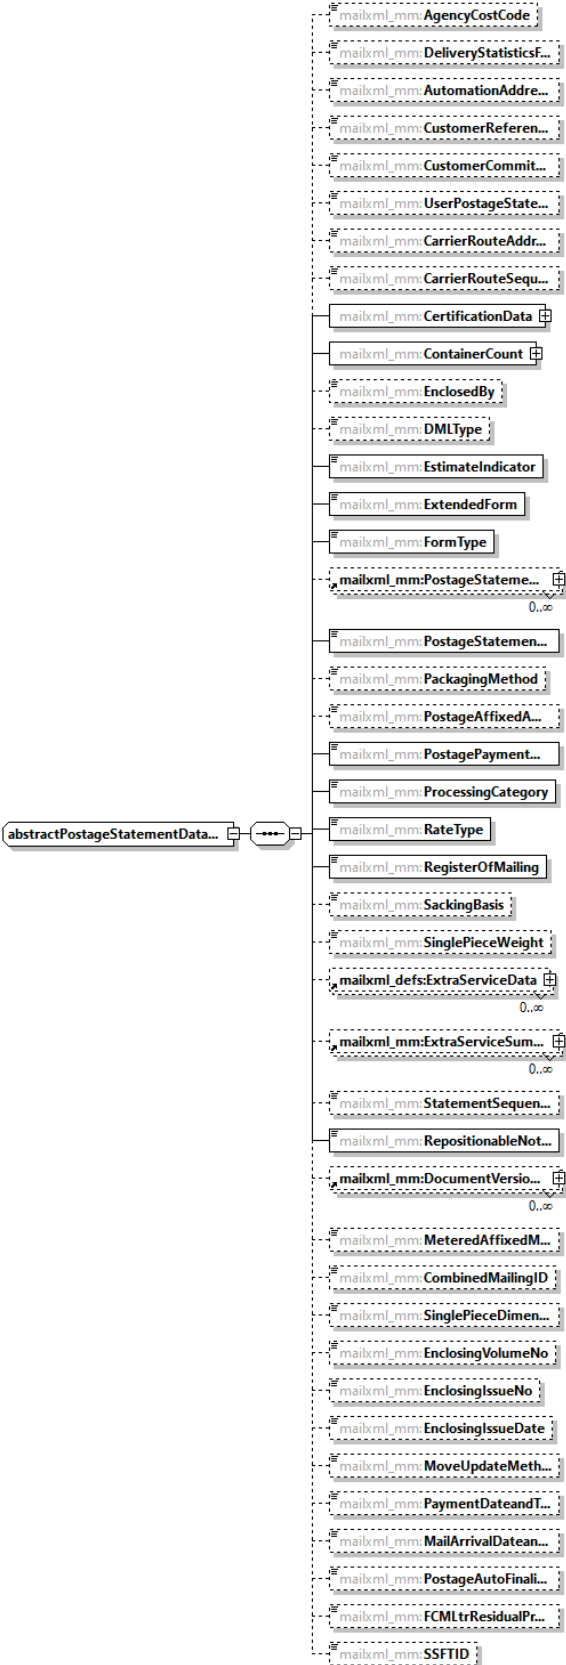 mailxml_mm:AgencyCostCode
mailxml_mm:DeliveryStatisticsF...
mailxml_mm:AutomationAddre...
mailxml_mm:CustomerReferen...
mailxml_mm:CustomerCommit...
mailxml_mm:UserPostageState...
mailxml_mm:CarrierRouteAddr...
mailxml_mm:CarrierRouteSequ...
mailxml_mm:CertificationData
mailxml_mm:ContainerCount
mailxml_mm:EnclosedBy
mailxml_mm:DMLType
mailxml_mm:EstimateIndicator
mailxml_mm:ExtendedForm
mailxml_mm:FormType
mailxml_mm:PostageStateme...
0..∞
mailxml_mm:PostageStatemen...
mailxml_mm:PackagingMethod
mailxml_mm:PostageAffixedA...
mailxml_mm:PostagePayment...
mailxml_mm:ProcessingCategory
abstractPostageStatementData...
mailxml_mm:RateType
mailxml_mm:RegisterOfMailing
mailxml_mm:SackingBasis
mailxml_mm:SinglePieceWeight
mailxml_defs:ExtraServiceData
0..∞
mailxml_mm:ExtraServiceSum...
0..∞
mailxml_mm:StatementSequen...
mailxml_mm:RepositionableNot...
mailxml_mm:DocumentVersio...
0..∞
mailxml_mm:MeteredAffixedM...
mailxml_mm:CombinedMailingID
mailxml_mm:SinglePieceDimen...
mailxml_mm:EnclosingVolumeNo
mailxml_mm:EnclosingIssueNo
mailxml_mm:EnclosingIssueDate
mailxml_mm:MoveUpdateMeth...
mailxml_mm:PaymentDateandT...
mailxml_mm:MailArrivalDatean...
mailxml_mm:PostageAutoFinali...
mailxml_mm:FCMLtrResidualPr...
mailxml_mm:SSFTID